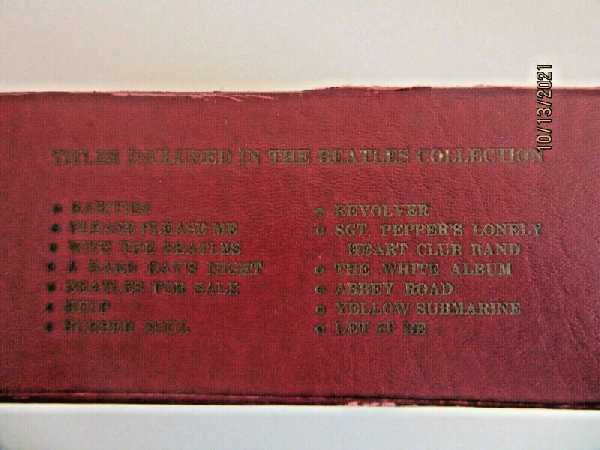 TITLES INCLUDED IN THE BEATLES COLLECTION
● RARITIES
● PLEASE PLEASE ME
● WITH THE BEATLES
● A HARD DAY'S NIGHT
● BEATLES FOR SALE
● HELP
● RUBBER SOUL
● REVOLVER
● SGT. PEPPER'S LONELY
HEART CLUB BAND
● THE WHITE ALBUM
● ABBEY ROAD
● YELLOW SUBMARINE
● LET IT BE
10/13/2021